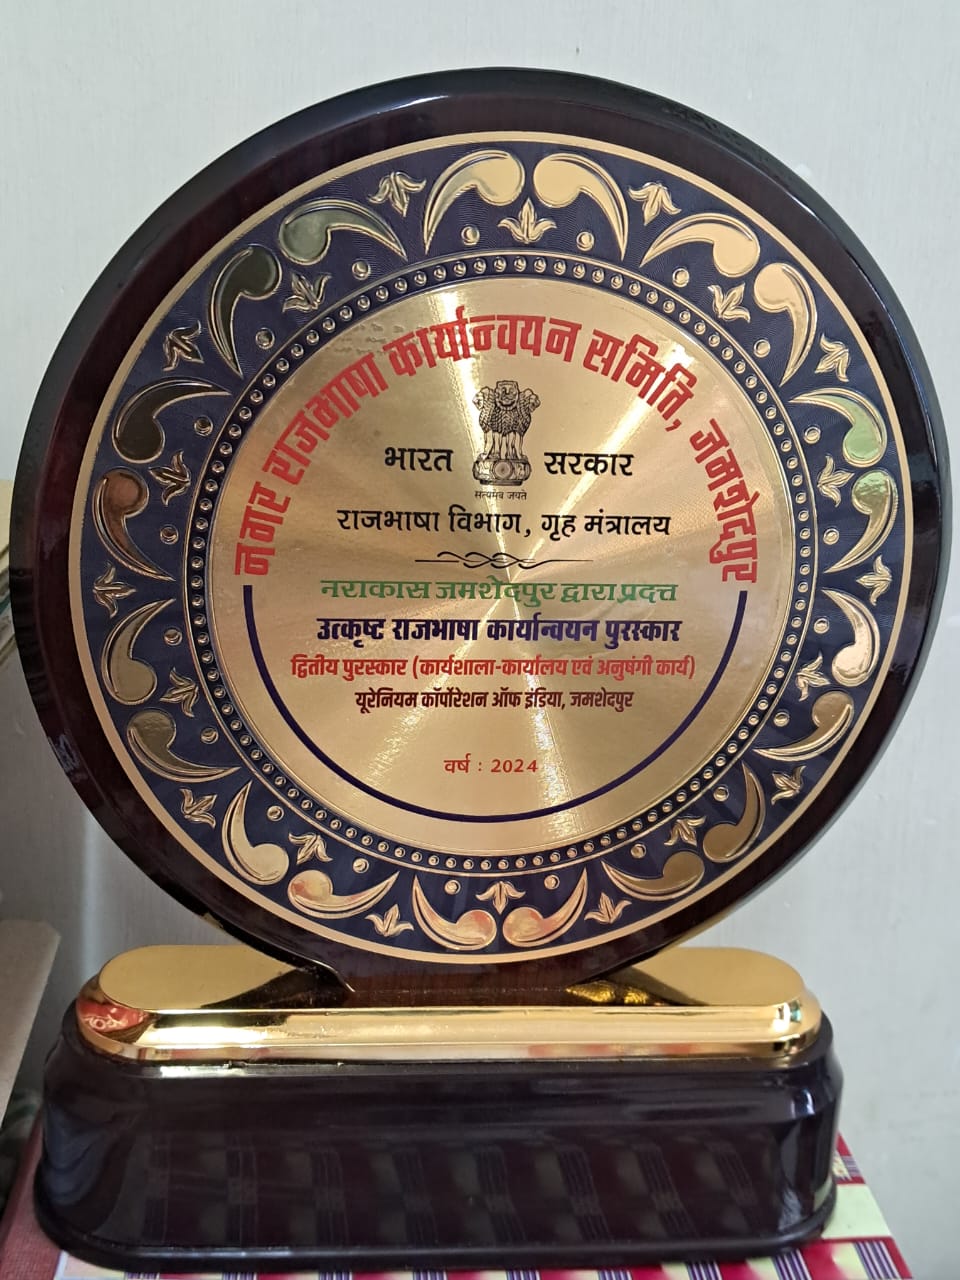 नगर राजभाषा कार्यान्वयन समिति, जमशेदपुर
भारत सरकार
सत्यमेव जयते
राजभाषा विभाग, गृह मंत्रालय
नराकास जमशेदपुर द्वारा प्रदत्त
उत्कृष्ट राजभाषा कार्यान्वयन पुरस्कार
द्वितीय पुरस्कार (कार्यशाला-कार्यालय एवं अनुषंगी कार्य)
यूरेनियम कॉर्पोरेशन ऑफ इंडिया, जमशेदपुर
वर्ष : 2024